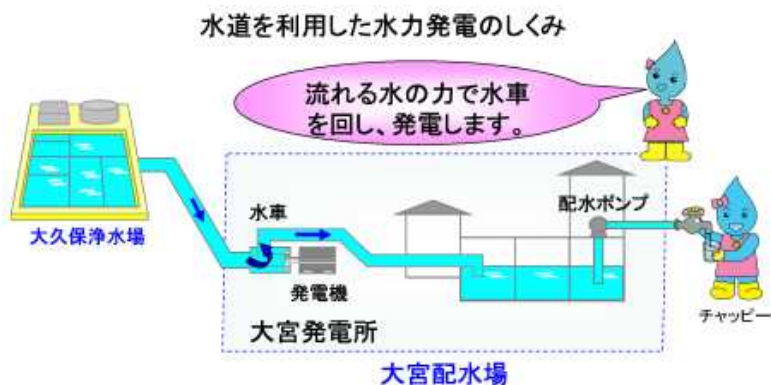 水道を利用した水力発電のしくみ
流れる水の力で水車
を回し、発電します。
大久保浄水場
水車
発電機
配水ポンプ
チャッピー
大宮発電所
大宮配水場